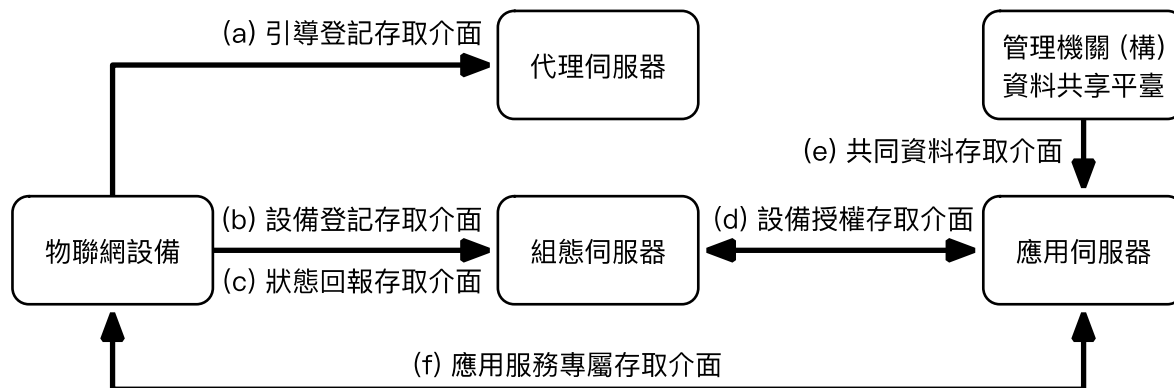 (a) 引導登記存取介面
代理伺服器
管理機關 (構)
資料共享平臺
(e) 共同資料存取介面
物聯網設備
(b) 設備登記存取介面
(c) 狀態回報存取介面
組態伺服器
(d) 設備授權存取介面
應用伺服器
(f) 應用服務專屬存取介面